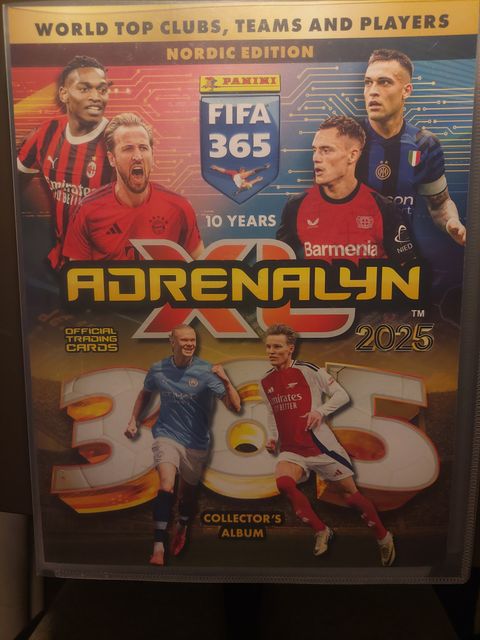 WORLD TOP CLUBS, TEAMS AND PLAYERS
NORDIC EDITION
PANINI
FIFA
365
10 YEARS
Barmenia
XL
ADRENALYN
TM
2025
OFFICIAL
TRADING
CARDS
365
COLLECTOR'S
ALBUM